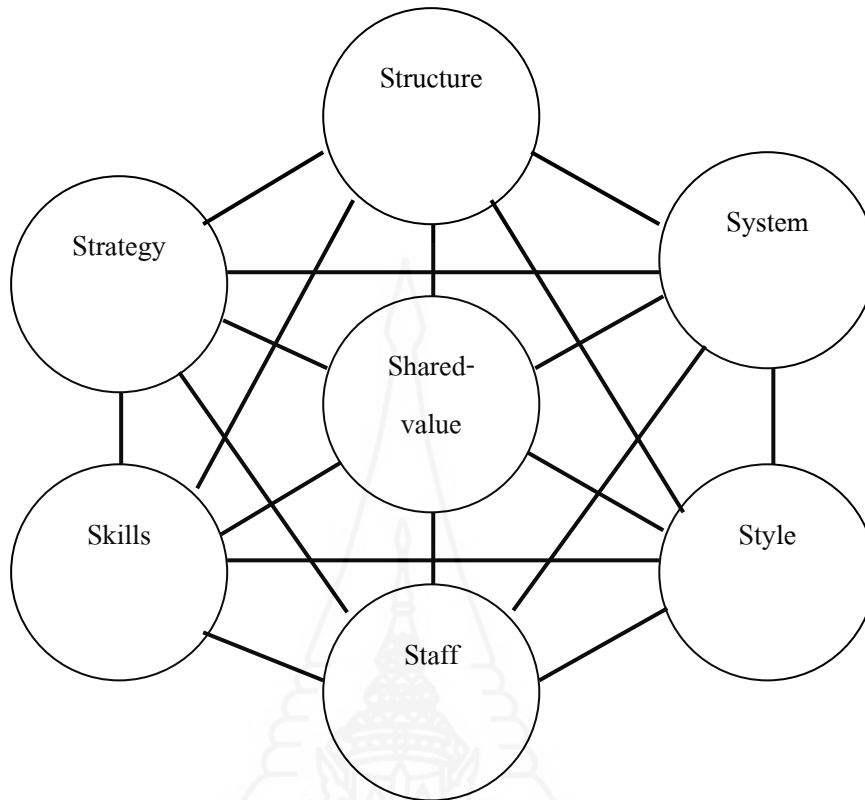 Structure
System
Strategy
Shared-
value
Skills
Style
Staff